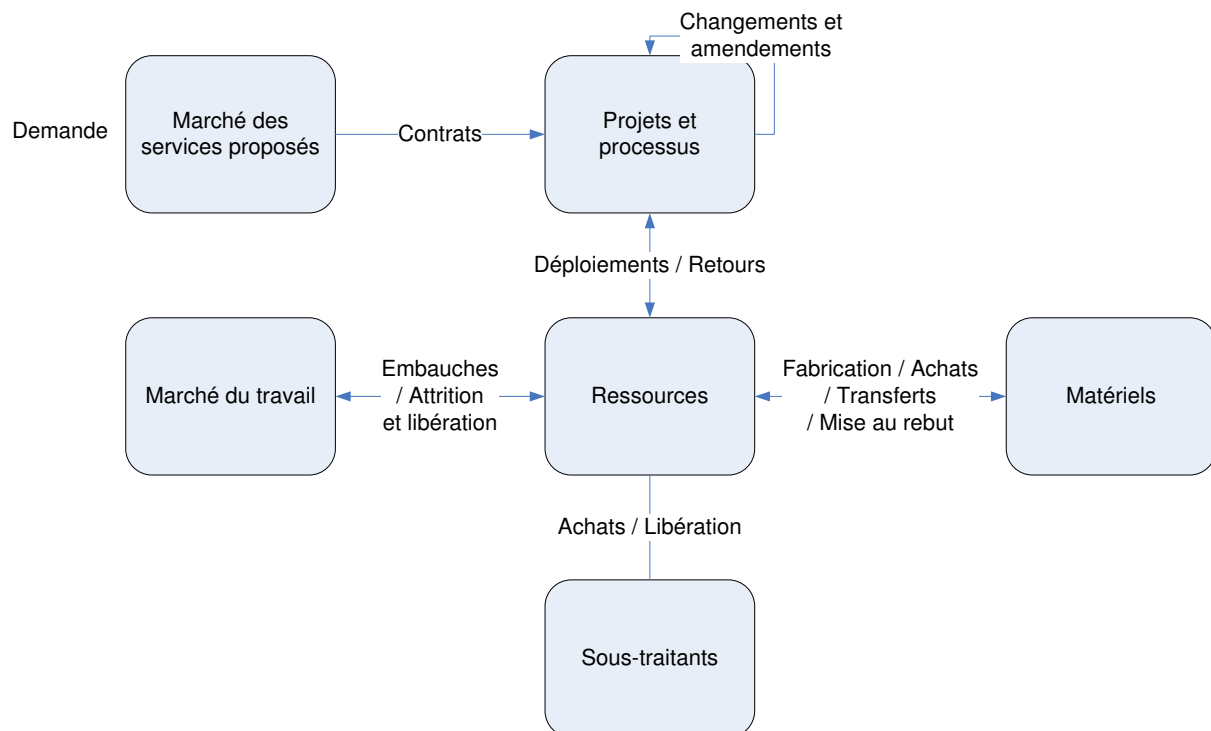 Changements et
amendements
Demande
Marché des
services proposés
Contrats
Projets et
processus
Déploiements / Retours
Marché du travail
Embauches
/ Attrition
et libération
Ressources
Fabrication / Achats
/ Transferts
/ Mise au rebut
Matériels
Achats / Libération
Sous-traitants